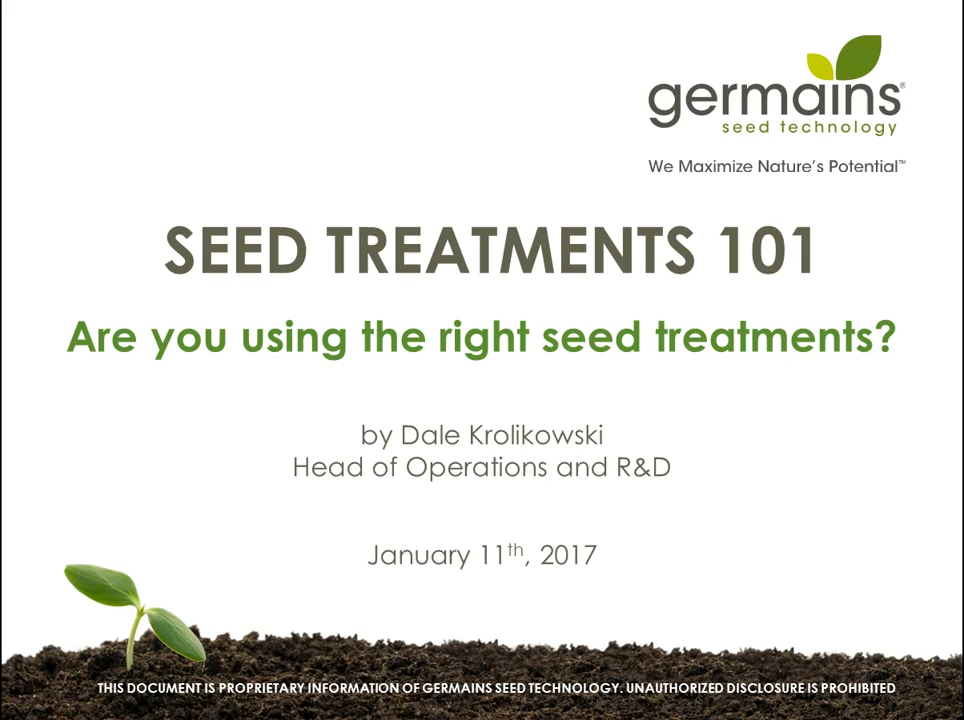 germains®
seed technology
We Maximize Nature's Potential™
SEED TREATMENTS 101
Are you using the right seed treatments?
by Dale Krolikowski
Head of Operations and R&D
January 11th, 2017
THIS DOCUMENT IS PROPRIETARY INFORMATION OF GERMAINS SEED TECHNOLOGY. UNAUTHORIZED DISCLOSURE IS PROHIBITED